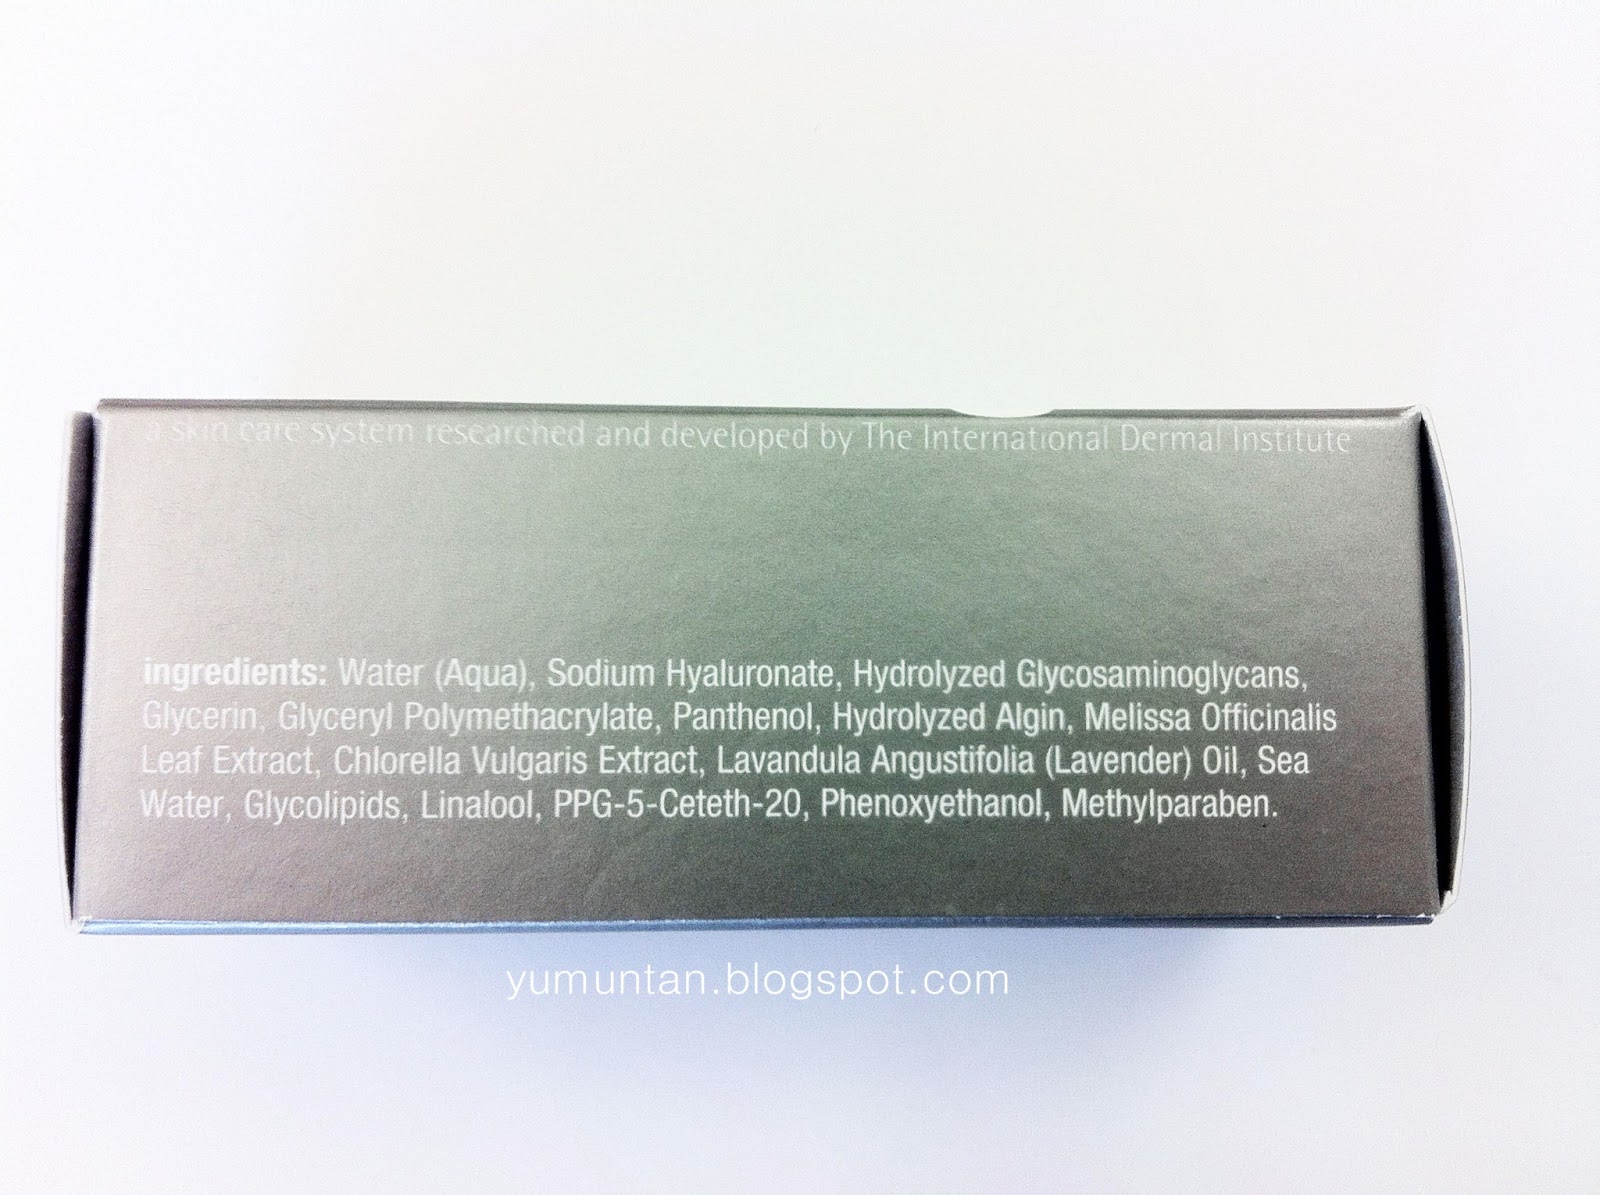 a skin care system researched and developed by The International Dermal Institute
ingredients: Water (Aqua), Sodium Hyaluronate, Hydrolyzed Glycosaminoglycans,
Glycerin, Glyceryl Polymethacrylate, Panthenol, Hydrolyzed Algin, Melissa Officinalis
Leaf Extract, Chlorella Vulgaris Extract, Lavandula Angustifolia (Lavender) Oil, Sea
Water, Glycolipids, Linalool, PPG-5-Ceteth-20, Phenoxyethanol, Methylparaben.
yumuntan.blogspot.com